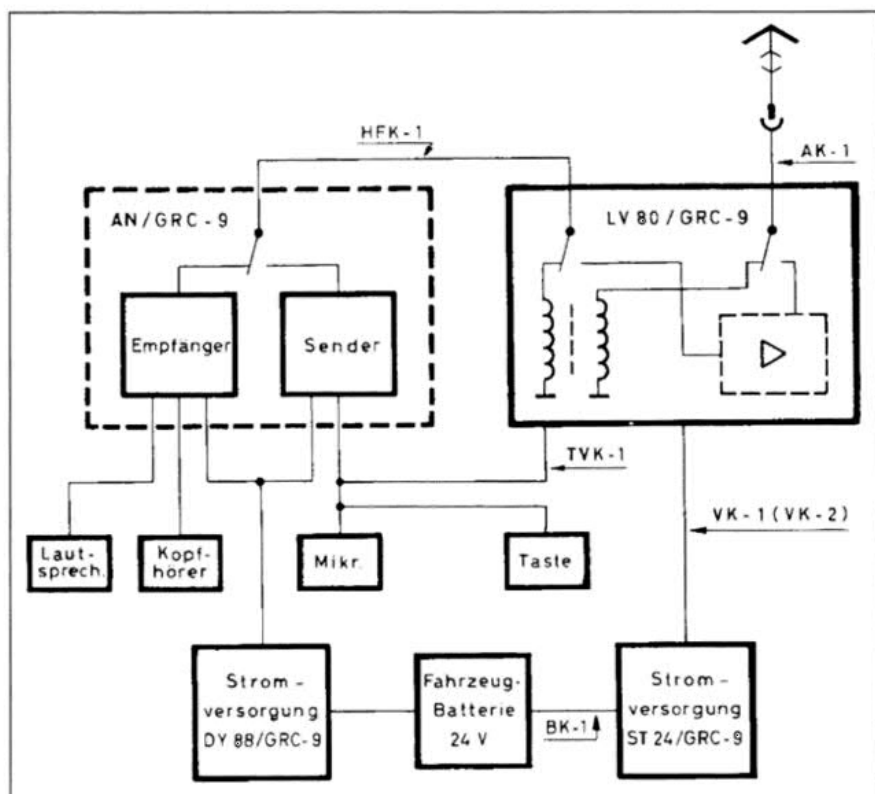 HFK-1
AK-1
AN/GRC-9
LV 80/GRC-9
Empfänger
Sender
TVK-1
VK-1 (VK-2)
Laut-
sprech.
Kopf-
hörer
Mikr.
Taste
Strom-
versorgung
DY 88/GRC-9
Fahrzeug-
Batterie
24 V
BK-1
Strom-
versorgung
ST 24/GRC-9